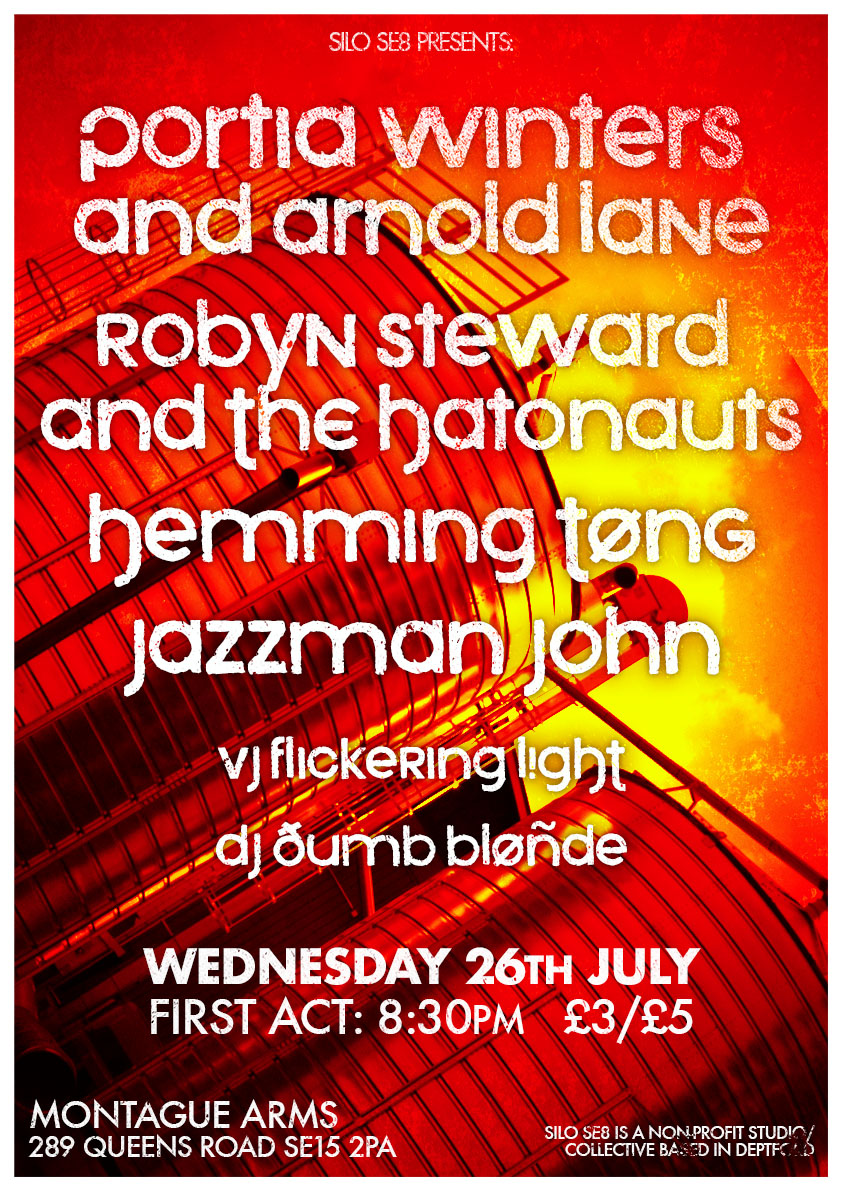 SILO SE8 PRESENTS:
portia winters
and arnold lane
Robyn steward
and the hatonauts
hemming tønG
jazzman john
vj flickeRing l!ght
dj ðumb bløñde
WEDNESDAY 26TH JULY
FIRST ACT: 8:30PM £3/£5
MONTAGUE ARMS
289 QUEENS ROAD SE15 2PA
SILO SE8 IS A NON-PROFIT STUDIO/
COLLECTIVE BASED IN DEPTFORD